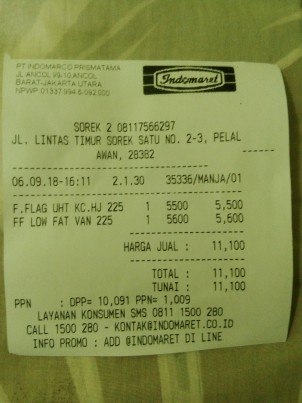 PT INDOMARCO PRISMATAMA
JL ANCOL I/9-10,ANCOL
BARAT-JAKARTA UTARA
NPWP:01.337.994.6-092.000
Indomaret
SOREK 2 08117566297
JL. LINTAS TIMUR SOREK SATU NO. 2-3, PELAL
AWAN, 28382
06.09.18-16:11 2.1.30 35336/MANJA/01
F.FLAG UHT KC.HJ 225 1 5500 5,500
FF LOW FAT VAN 225 1 5600 5,600
HARGA JUAL : 11,100
TOTAL : 11,100
TUNAI : 11,100
PPN : DPP= 10,091 PPN= 1,009
LAYANAN KONSUMEN SMS 0811 1500 280
CALL 1500 280 - KONTAK@INDOMARET.CO.ID
INFO PROMO : ADD @INDOMARET DI LINE